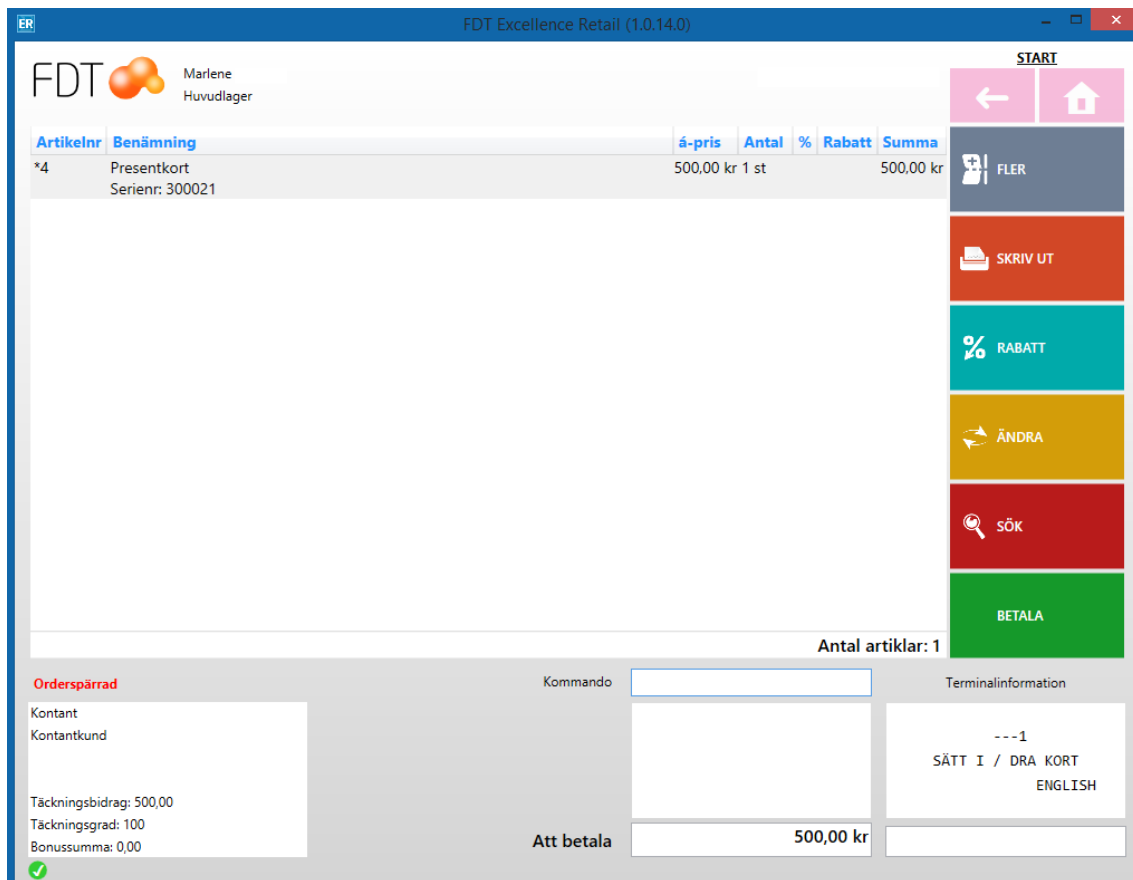 ER
FDT Excellence Retail (1.0.14.0)
START
FDT
Marlene
Huvudlager
Artikelnr Benämning á-pris Antal % Rabatt Summa
*4 Presentkort 500,00 kr 1 st 500,00 kr
Serienr: 300021
FLER
SKRIV UT
RABATT
ÄNDRA
SÖK
BETALA
Antal artiklar: 1
Orderspärrad
Kontant
Kontantkund
Täckningsbidrag: 500,00
Täckningsgrad: 100
Bonussumma: 0,00
Kommando
Att betala 500,00 kr
Terminalinformation
---1
SÄTT I / DRA KORT
ENGLISH